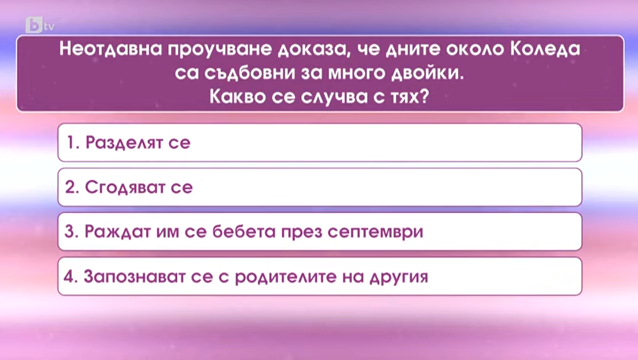 btv
Неотдавна проучване доказа, че дните около Коледа
са съдбовни за много двойки.
Какво се случва с тях?
1. Разделят се
2. Сгодяват се
3. Раждат им се бебета през септември
4. Запознават се с родителите на другия